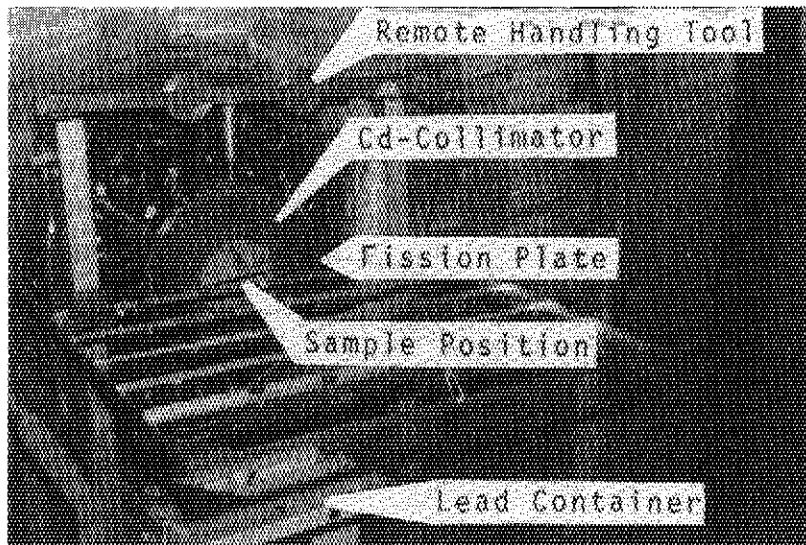 Remote Handling Tool
Cd-Collimator
Fission Plate
Sample Position
Lead Container